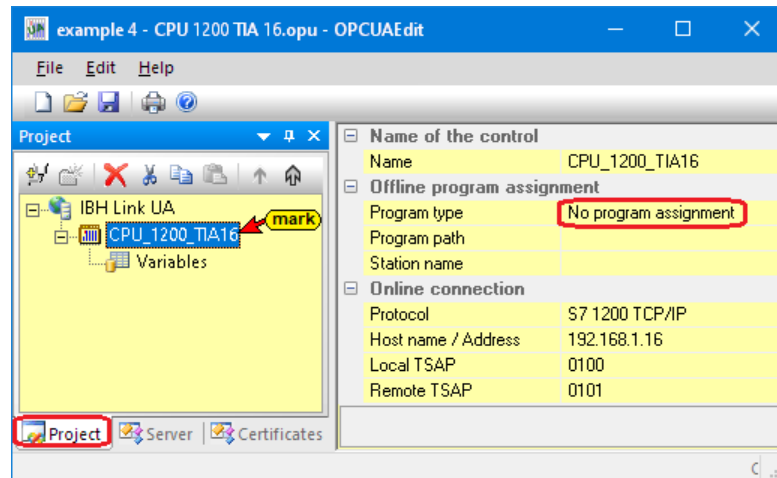 example 4 - CPU 1200 TIA 16.opu - OPCUAEdit
File Edit Help
Project
IBH Link UA
CPU_1200_TIA16
mark
Variables
Project
Server
Certificates
Name of the control
Name CPU_1200_TIA16
Offline program assignment
Program type No program assignment
Program path
Station name
Online connection
Protocol S7 1200 TCP/IP
Host name / Address 192.168.1.16
Local TSAP 0100
Remote TSAP 0101